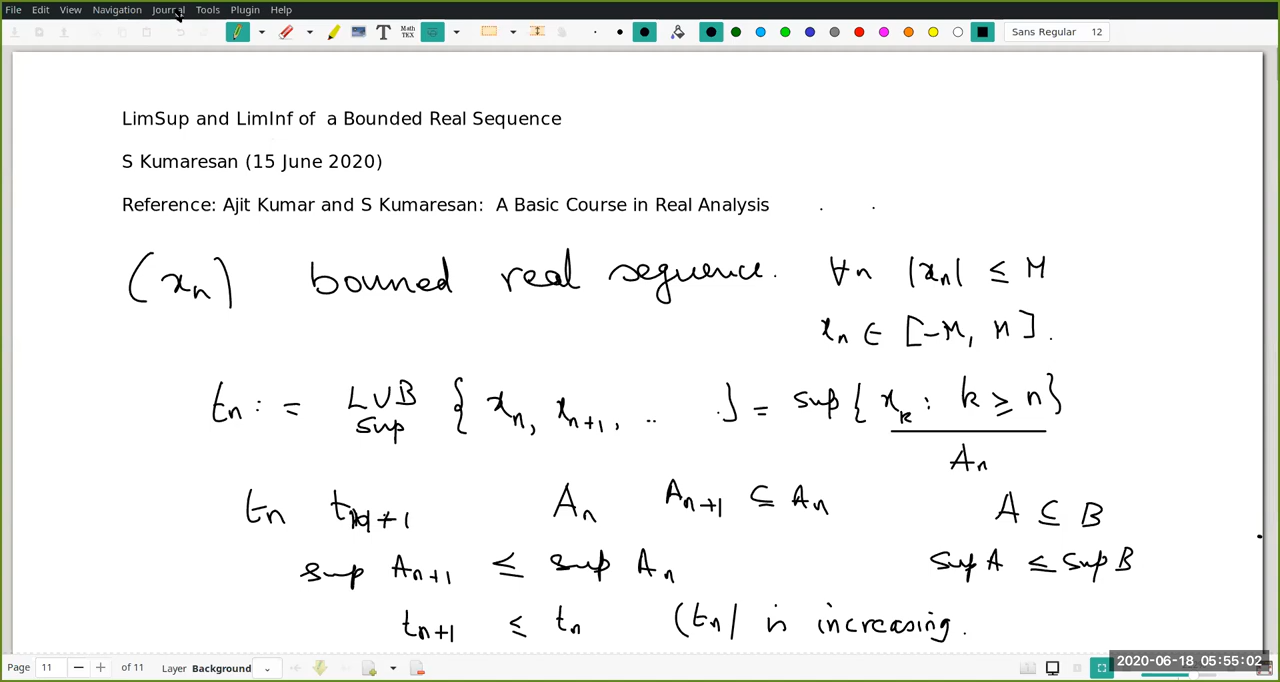 File Edit View Navigation Journal Tools Plugin Help
Sans Regular 12
LimSup and LimInf of a Bounded Real Sequence
S Kumaresan (15 June 2020)
Reference: Ajit Kumar and S Kumaresan: A Basic Course in Real Analysis
(xₙ) bouned real sequence. ∀n |xₙ| ≤ M
xₙ ∈ [-M, M].
tₙ := LUB sup { xₙ, xₙ₊₁, .. } = sup{ xₖ : k ≥ n}
Aₙ
tₙ tₙ₊₁ Aₙ Aₙ₊₁ ⊆ Aₙ A ⊆ B
sup Aₙ₊₁ ≤ sup Aₙ sup A ≤ sup B
tₙ₊₁ ≤ tₙ (tₙ) is increasing.
Page 11 of 11 Layer Background 2020-06-18 05:55:02